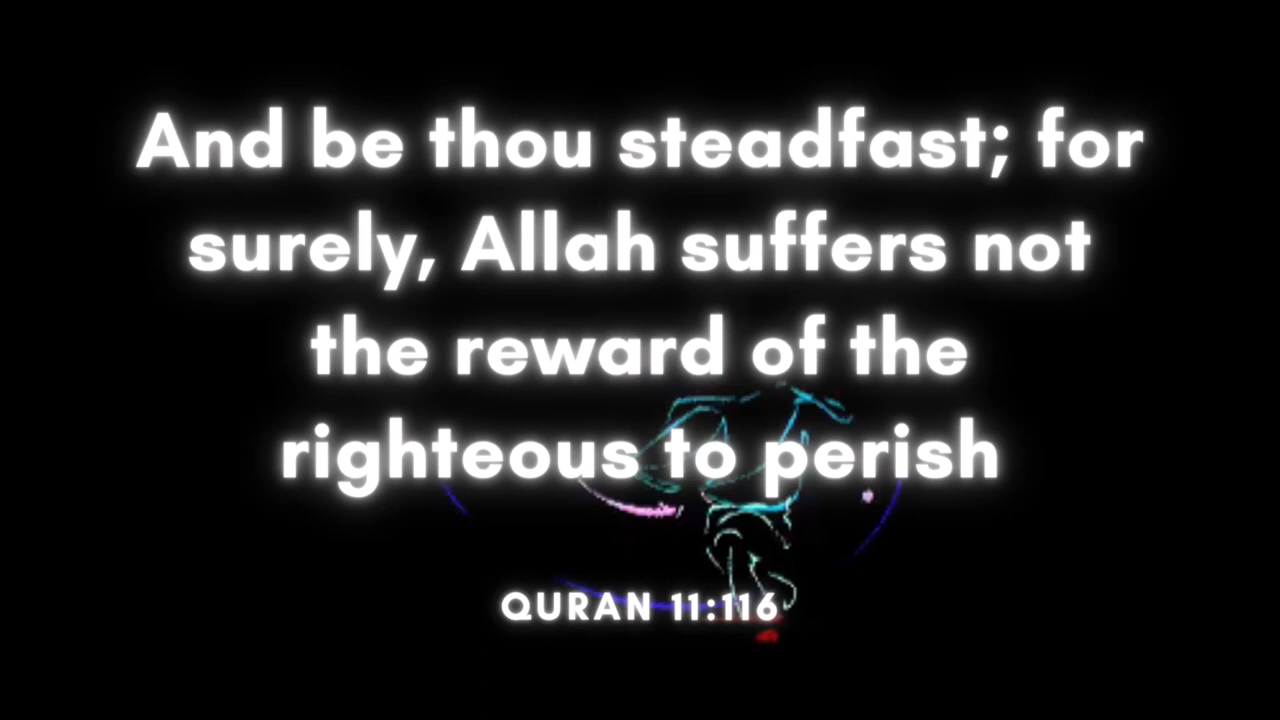 And be thou steadfast; for
surely, Allah suffers not
the reward of the
righteous to perish
QURAN 11:116